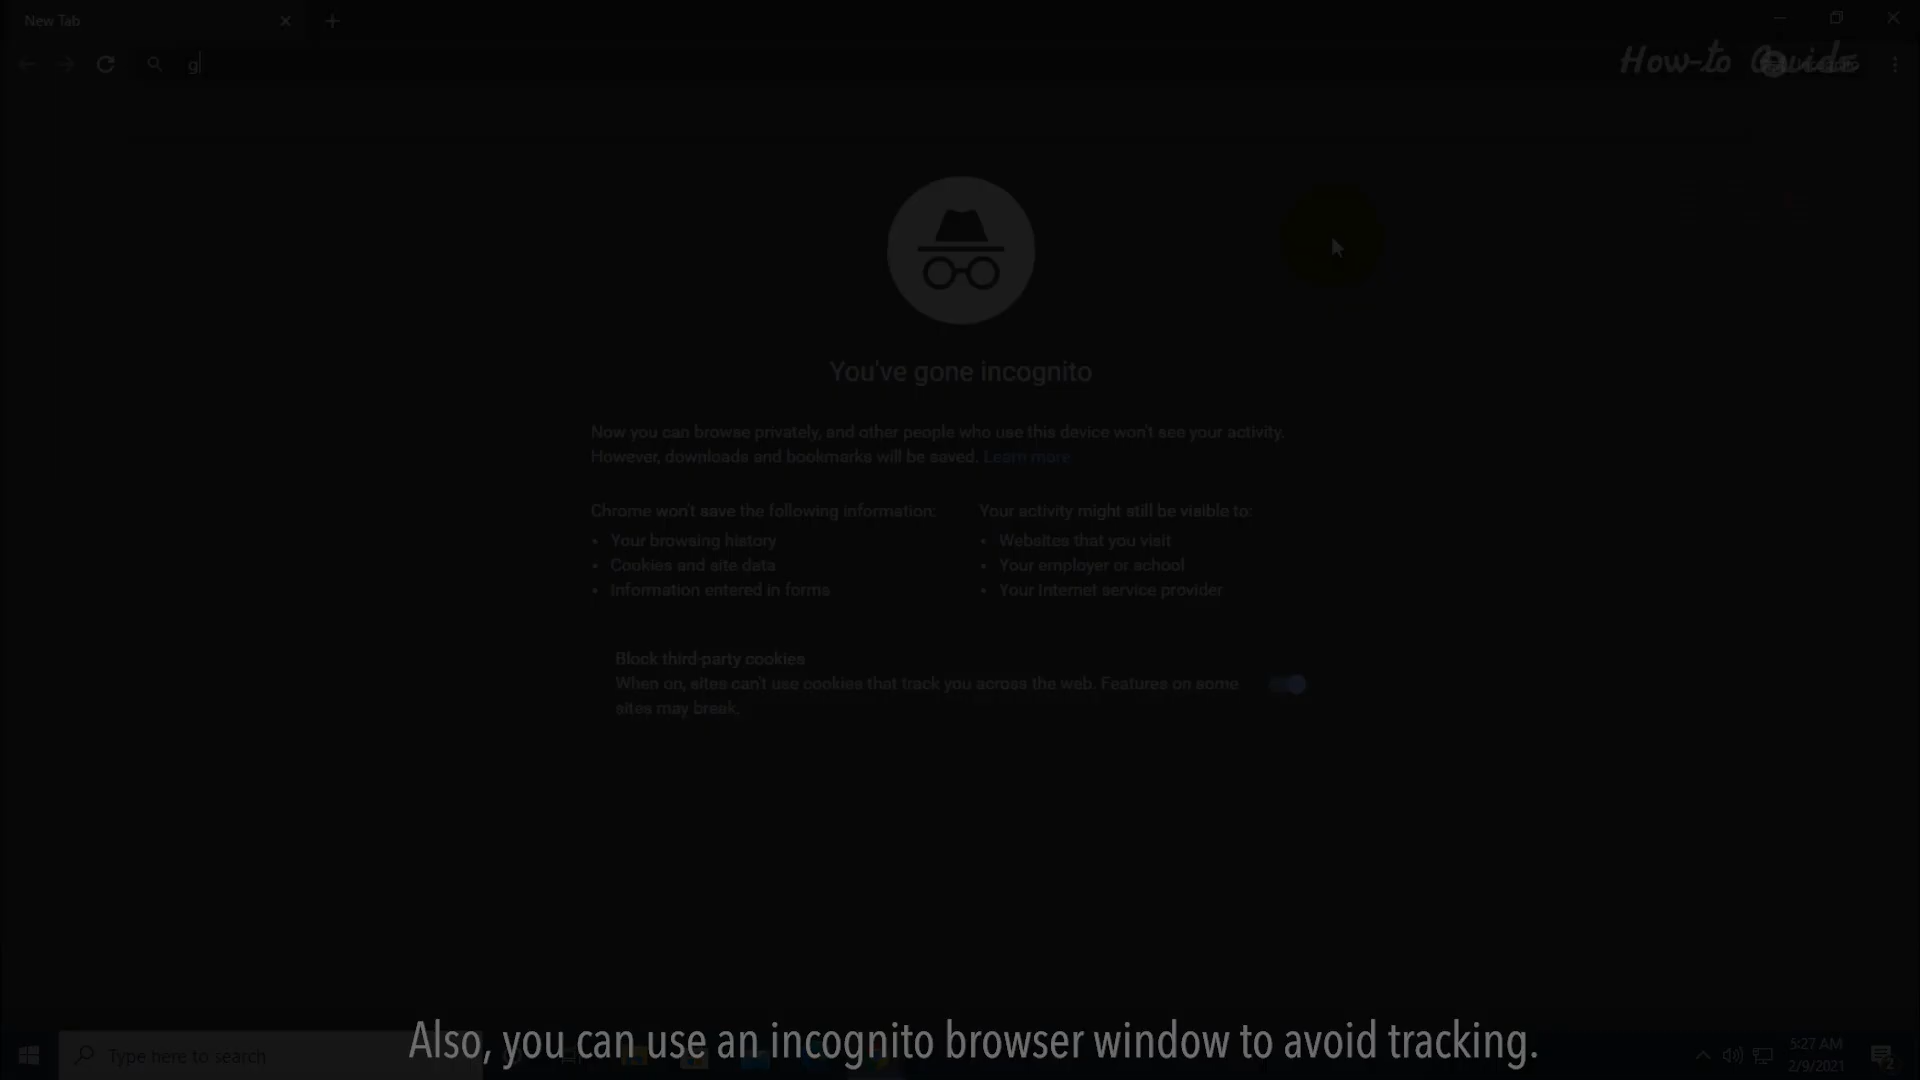 New Tab
g
How-to Guide
You've gone incognito
Now you can browse privately, and other people who use this device won't see your activity.
However, downloads and bookmarks will be saved. Learn more
Chrome won't save the following information:
Your browsing history
Cookies and site data
Information entered in forms
Your activity might still be visible to:
Websites that you visit
Your employer or school
Your internet service provider
Block third-party cookies
When on, sites can't use cookies that track you across the web. Features on some
sites may break.
Also, you can use an incognito browser window to avoid tracking.
Type here to search
5:27 AM
2/9/2021
2